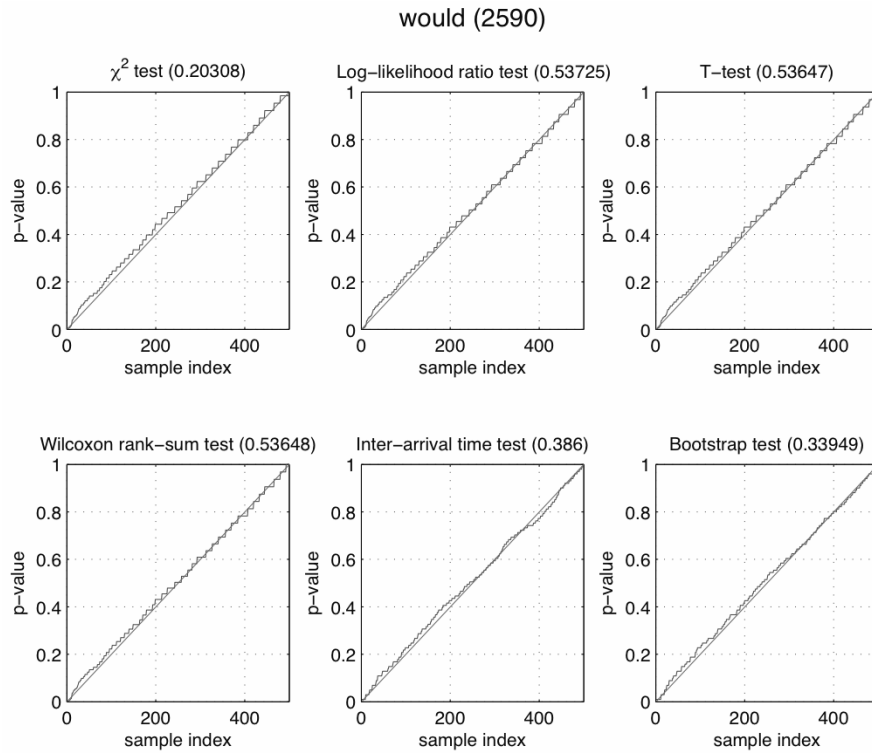 would (2590)
χ² test (0.20308)
Log−likelihood ratio test (0.53725)
T−test (0.53647)
1
0.8
0.6
0.4
0.2
0
p−value
0 200 400
sample index
1
0.8
0.6
0.4
0.2
0
p−value
0 200 400
sample index
1
0.8
0.6
0.4
0.2
0
p−value
0 200 400
sample index
Wilcoxon rank−sum test (0.53648)
Inter−arrival time test (0.386)
Bootstrap test (0.33949)
1
0.8
0.6
0.4
0.2
0
p−value
0 200 400
sample index
1
0.8
0.6
0.4
0.2
0
p−value
0 200 400
sample index
1
0.8
0.6
0.4
0.2
0
p−value
0 200 400
sample index